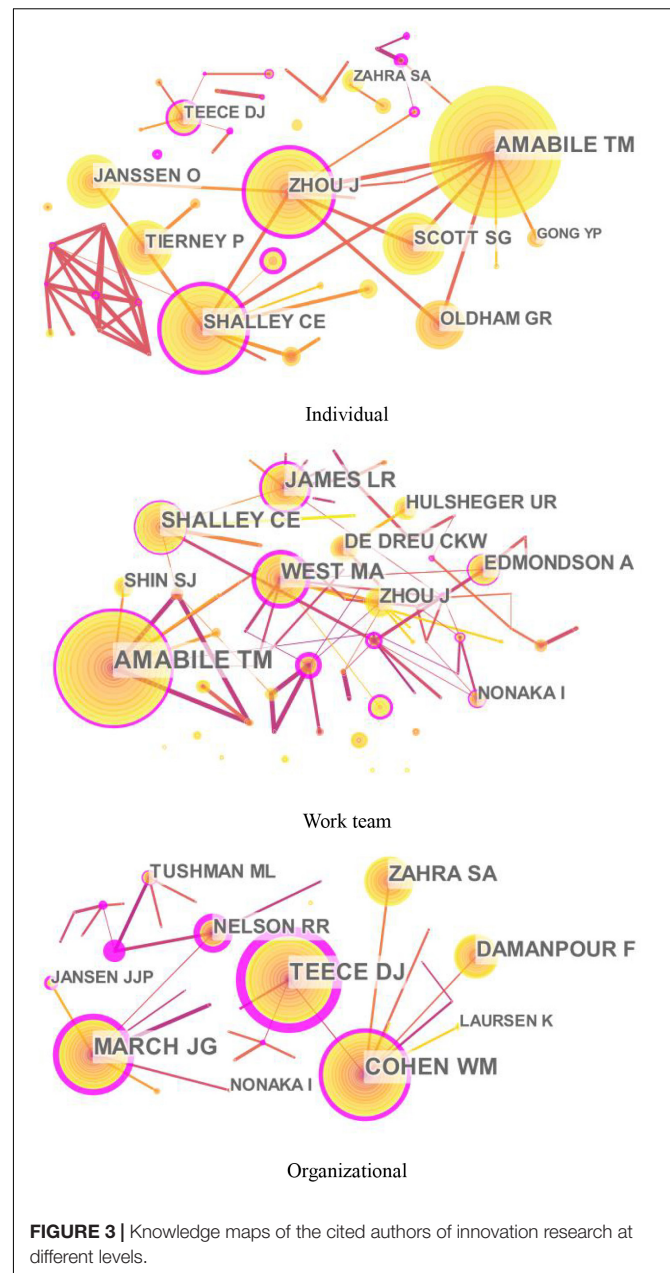 ZAHRA SA
TEECE DJ
AMABILE TM
JANSSEN O
ZHOU J
TIERNEY P
SCOTT SG
GONG YP
SHALLEY CE
OLDHAM GR
Individual
JAMES LR
HULSHEGER UR
SHALLEY CE
DE DREU CKW
EDMONDSON A
WEST MA
SHIN SJ
ZHOU J
AMABILE TM
NONAKA I
Work team
TUSHMAN ML
ZAHRA SA
NELSON RR
DAMANPOUR F
TEECE DJ
JANSEN JJP
LAURSEN K
MARCH JG
COHEN WM
NONAKA I
Organizational
FIGURE 3 | Knowledge maps of the cited authors of innovation research at
different levels.